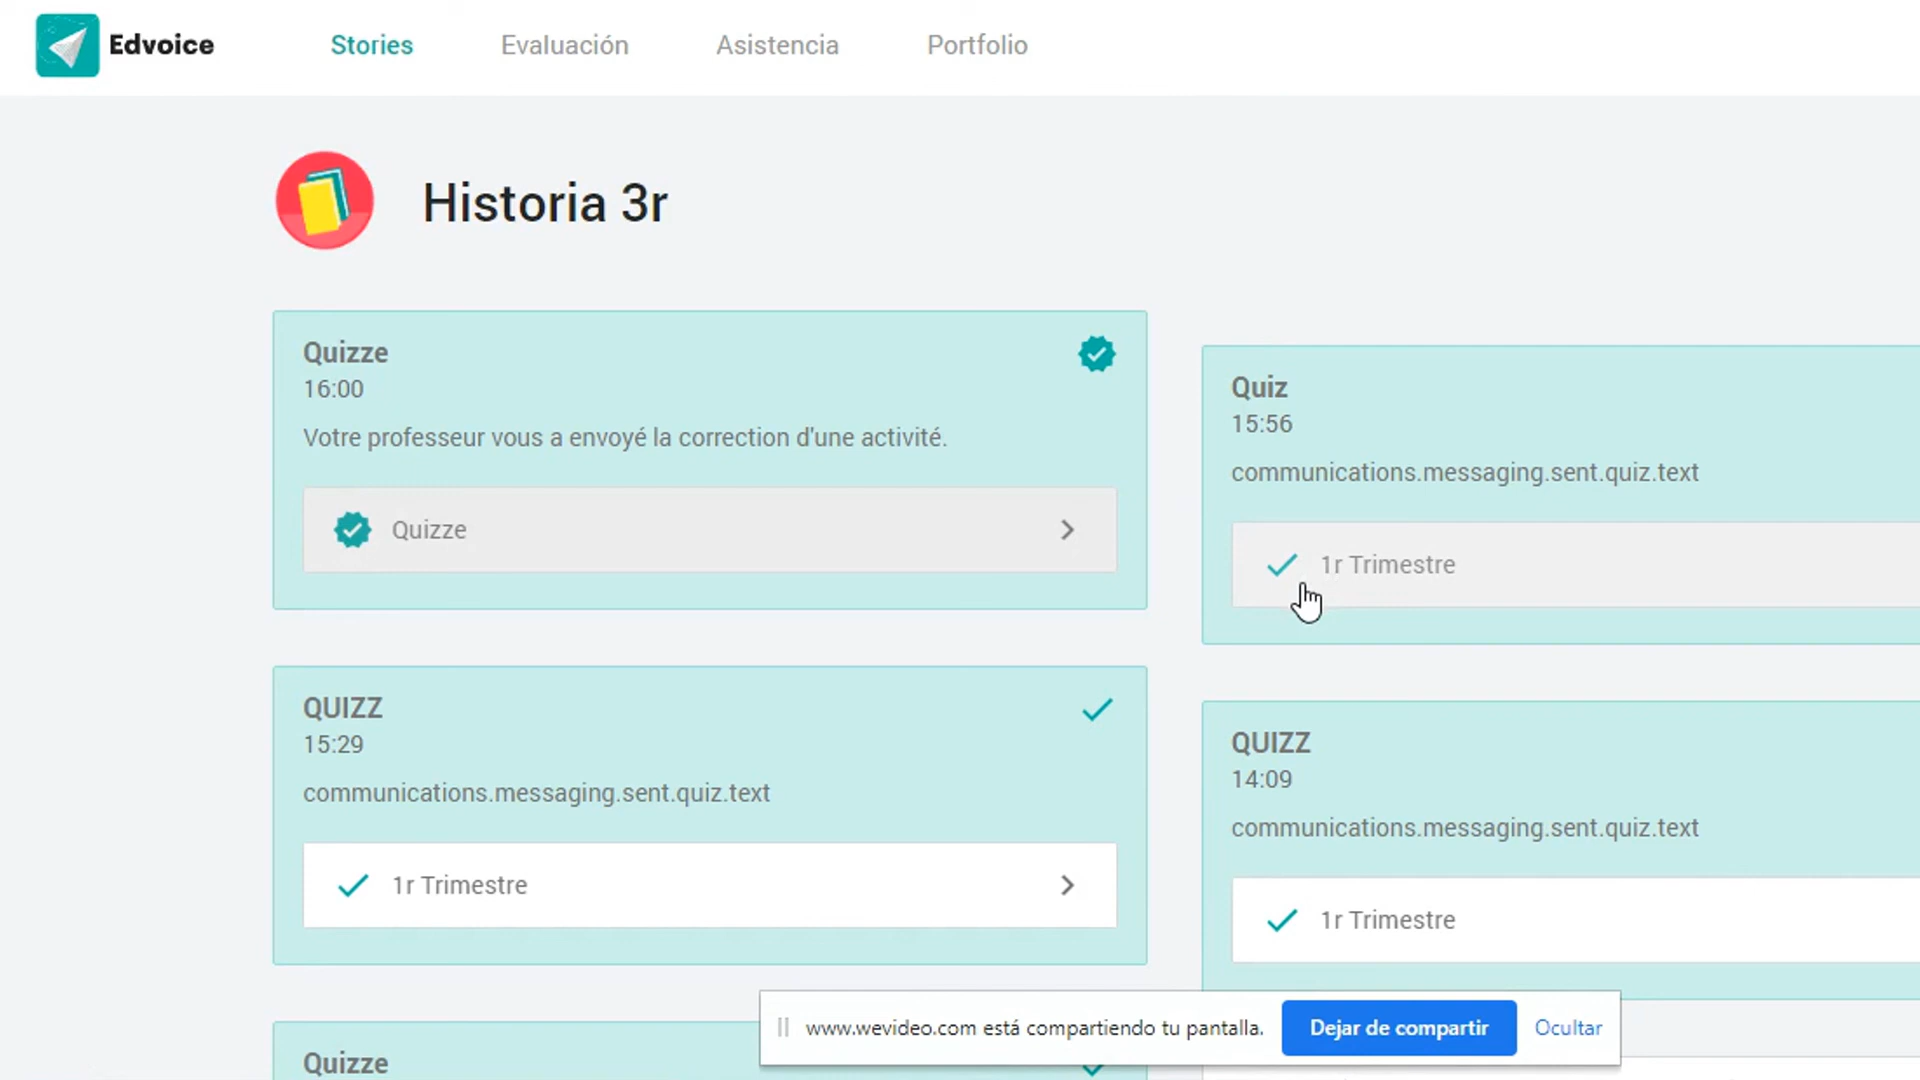 Edvoice
Stories
Evaluación
Asistencia
Portfolio
Historia 3r
Quizze
16:00
Votre professeur vous a envoyé la correction d'une activité.
Quizze
Quiz
15:56
communications.messaging.sent.quiz.text
1r Trimestre
QUIZZ
15:29
communications.messaging.sent.quiz.text
1r Trimestre
QUIZZ
14:09
communications.messaging.sent.quiz.text
1r Trimestre
Quizze
www.wevideo.com está compartiendo tu pantalla.
Dejar de compartir
Ocultar